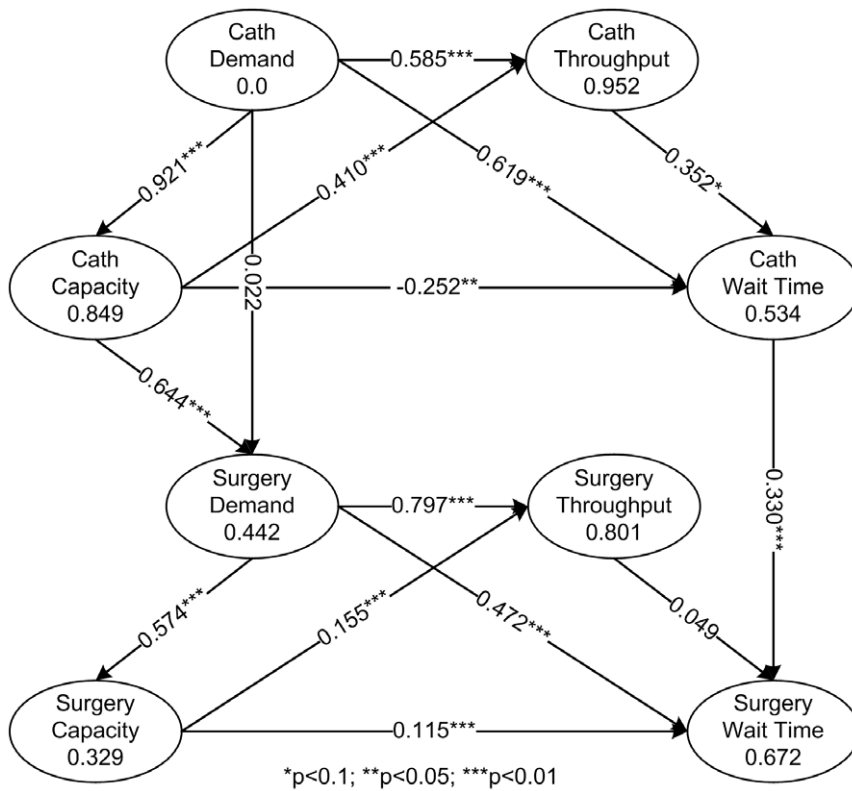 Cath
Demand
0.0
0.585***
Cath
Throughput
0.952
0.921***
0.410***
0.619***
0.352*
Cath
Capacity
0.849
0.022
-0.252**
Cath
Wait Time
0.534
0.644***
Surgery
Demand
0.442
0.797***
Surgery
Throughput
0.801
0.330***
0.574***
0.155***
0.472***
0.049
Surgery
Capacity
0.329
0.115***
Surgery
Wait Time
0.672
*p<0.1; **p<0.05; ***p<0.01